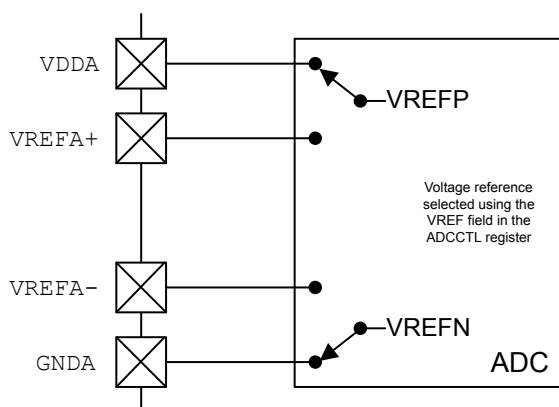 VDDA
VREFP
VREFA+
Voltage reference
selected using the
VREF field in the
ADCCTL register
VREFA-
VREFN
GNDA
ADC